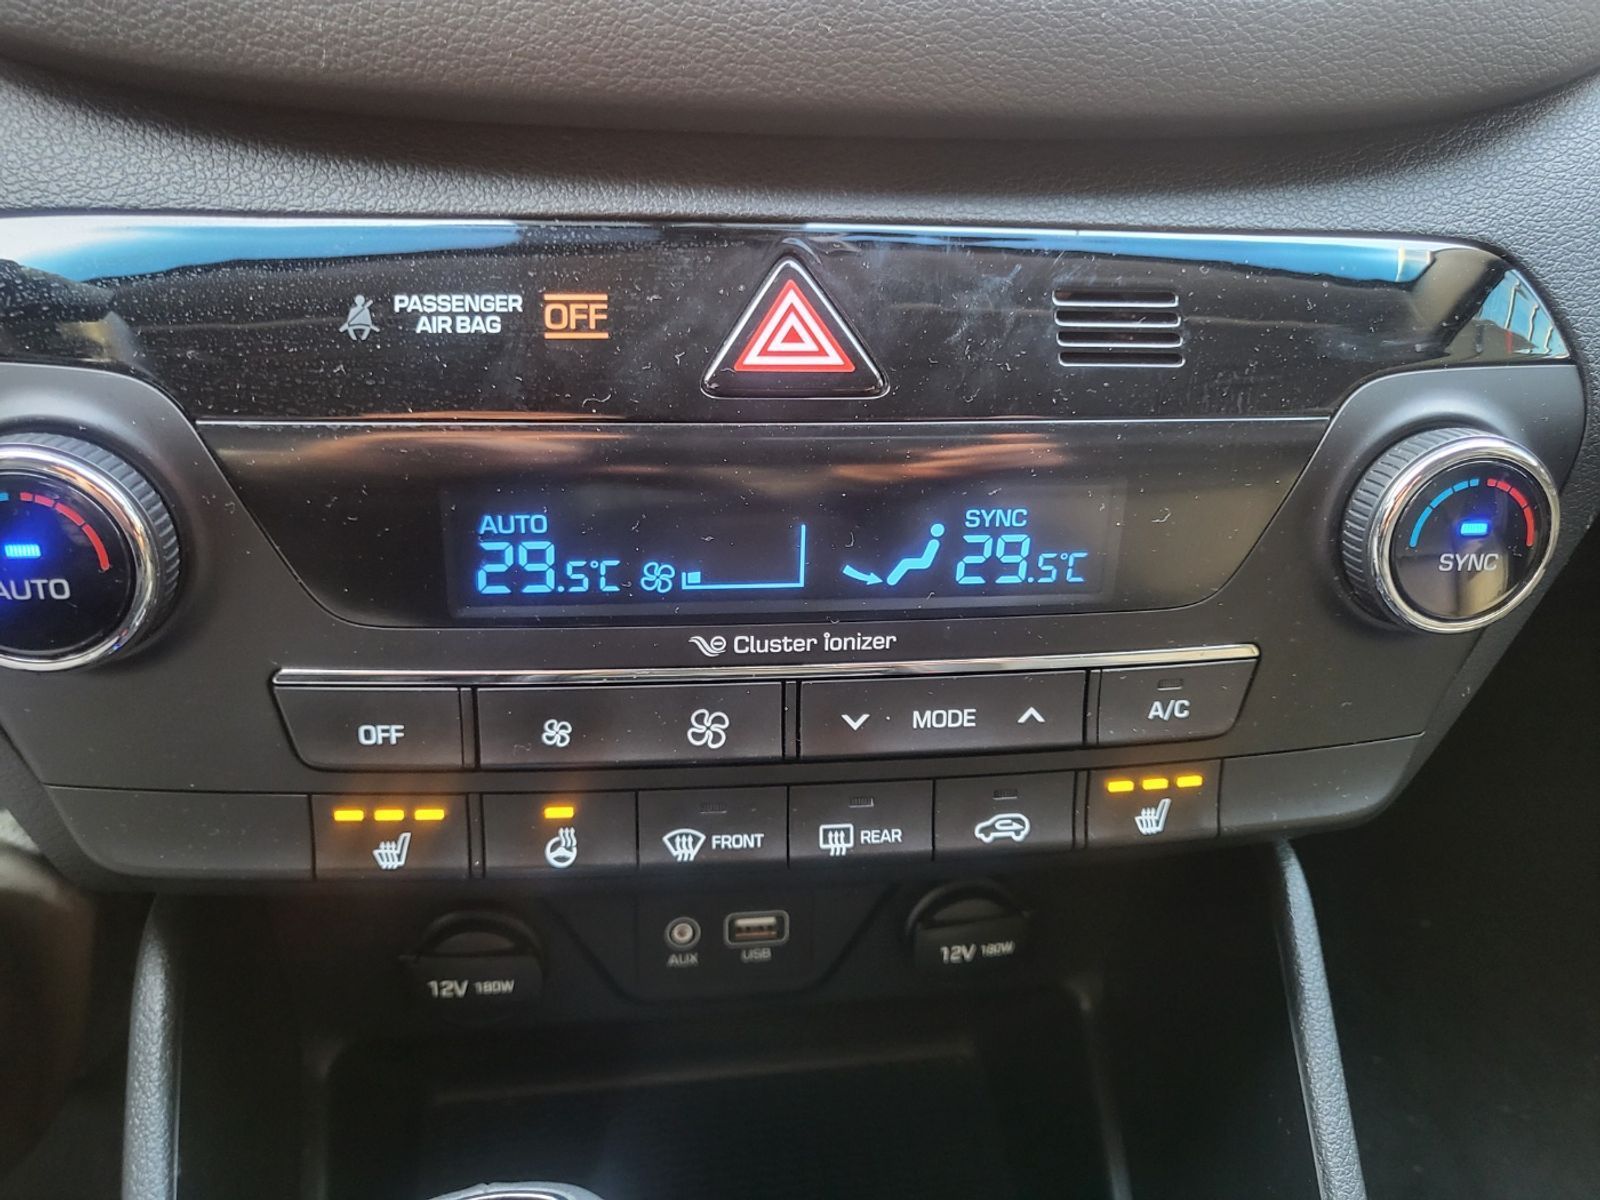 PASSENGER
AIR BAG
OFF
AUTO
SYNC
29.5°C
29.5°C
AUTO
SYNC
Cluster ionizer
OFF
MODE
A/C
FRONT
REAR
AUX
USB
12V 180W
12V 180W